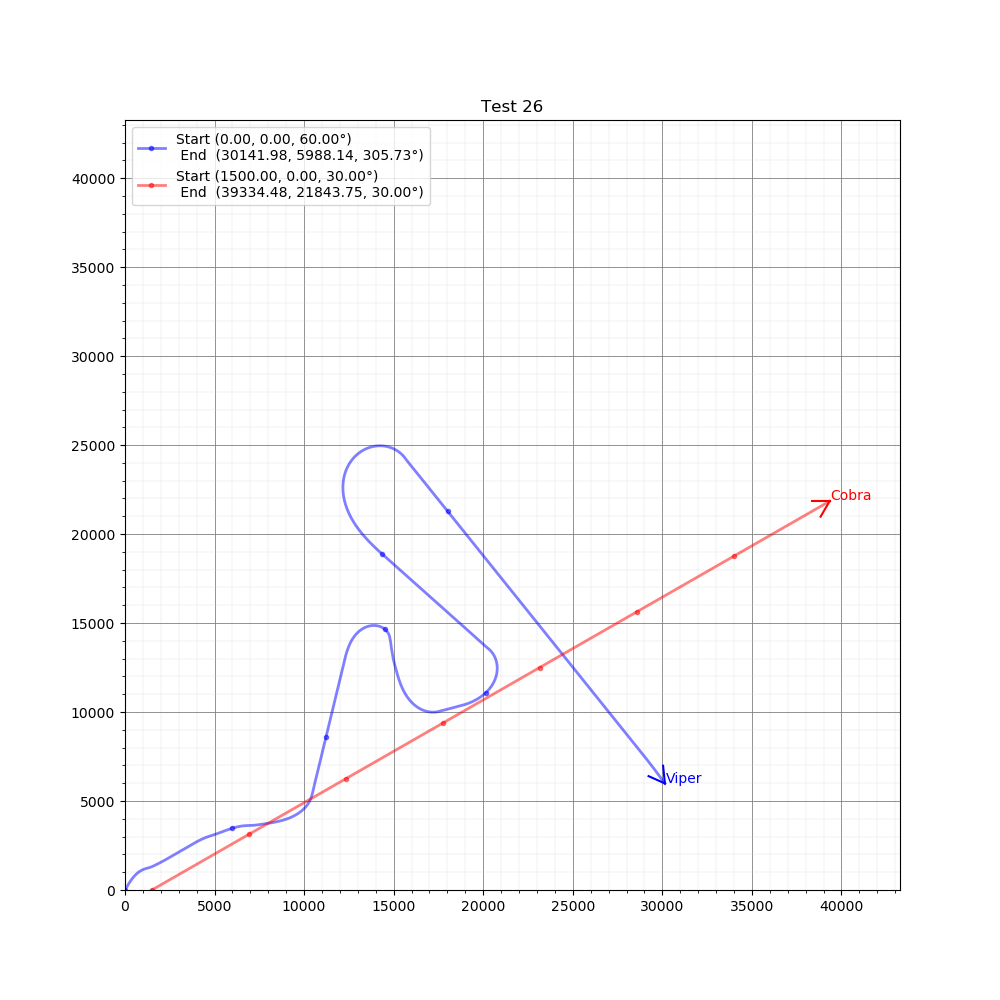 Test 26
Start (0.00, 0.00, 60.00°)
End (30141.98, 5988.14, 305.73°)
Start (1500.00, 0.00, 30.00°)
End (39334.48, 21843.75, 30.00°)
40000
35000
30000
25000
20000
15000
10000
5000
0
Cobra
Viper
0 5000 10000 15000 20000 25000 30000 35000 40000